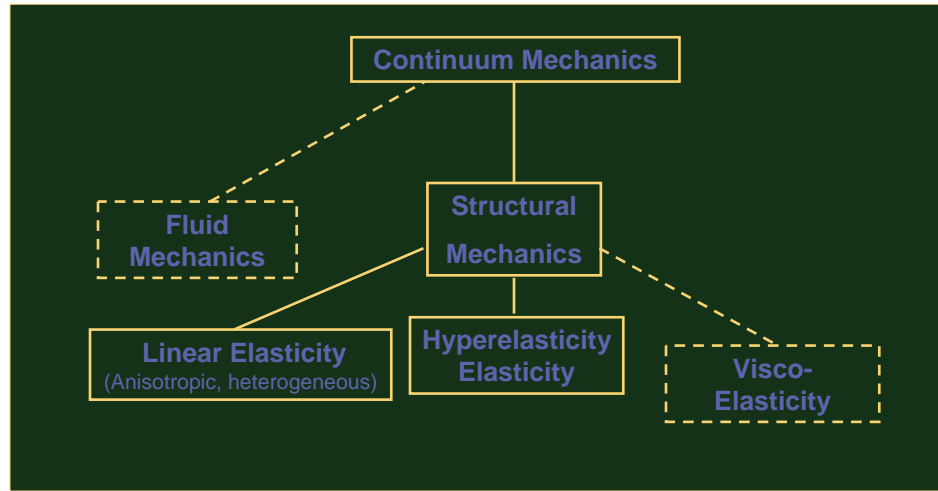 Continuum Mechanics
Fluid
Mechanics
Structural
Mechanics
Linear Elasticity
(Anisotropic, heterogeneous)
Hyperelasticity
Elasticity
Visco-
Elasticity